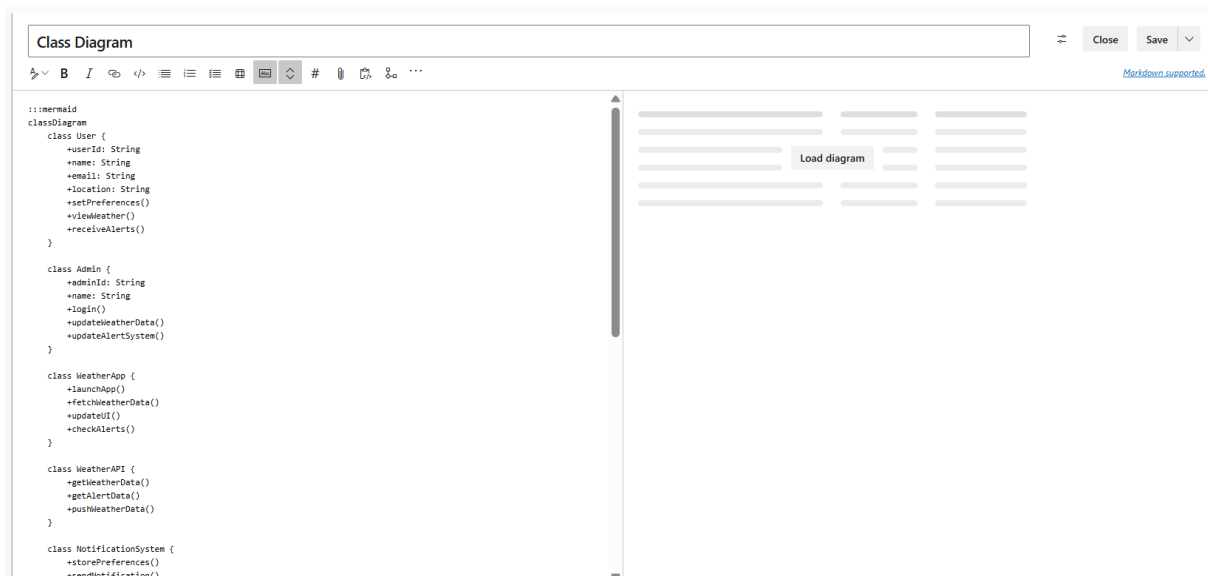 Class Diagram
Close Save
B I </> Abc # ...
Markdown supported.
:::mermaid
classDiagram
class User {
+userId: String
+name: String
+email: String
+location: String
+setPreferences()
+viewWeather()
+receiveAlerts()
}
class Admin {
+adminId: String
+name: String
+login()
+updateWeatherData()
+updateAlertSystem()
}
class WeatherApp {
+launchApp()
+fetchWeatherData()
+updateUI()
+checkAlerts()
}
class WeatherAPI {
+getWeatherData()
+getAlertData()
+pushWeatherData()
}
class NotificationSystem {
+storePreferences()
+sendNotification()
Load diagram